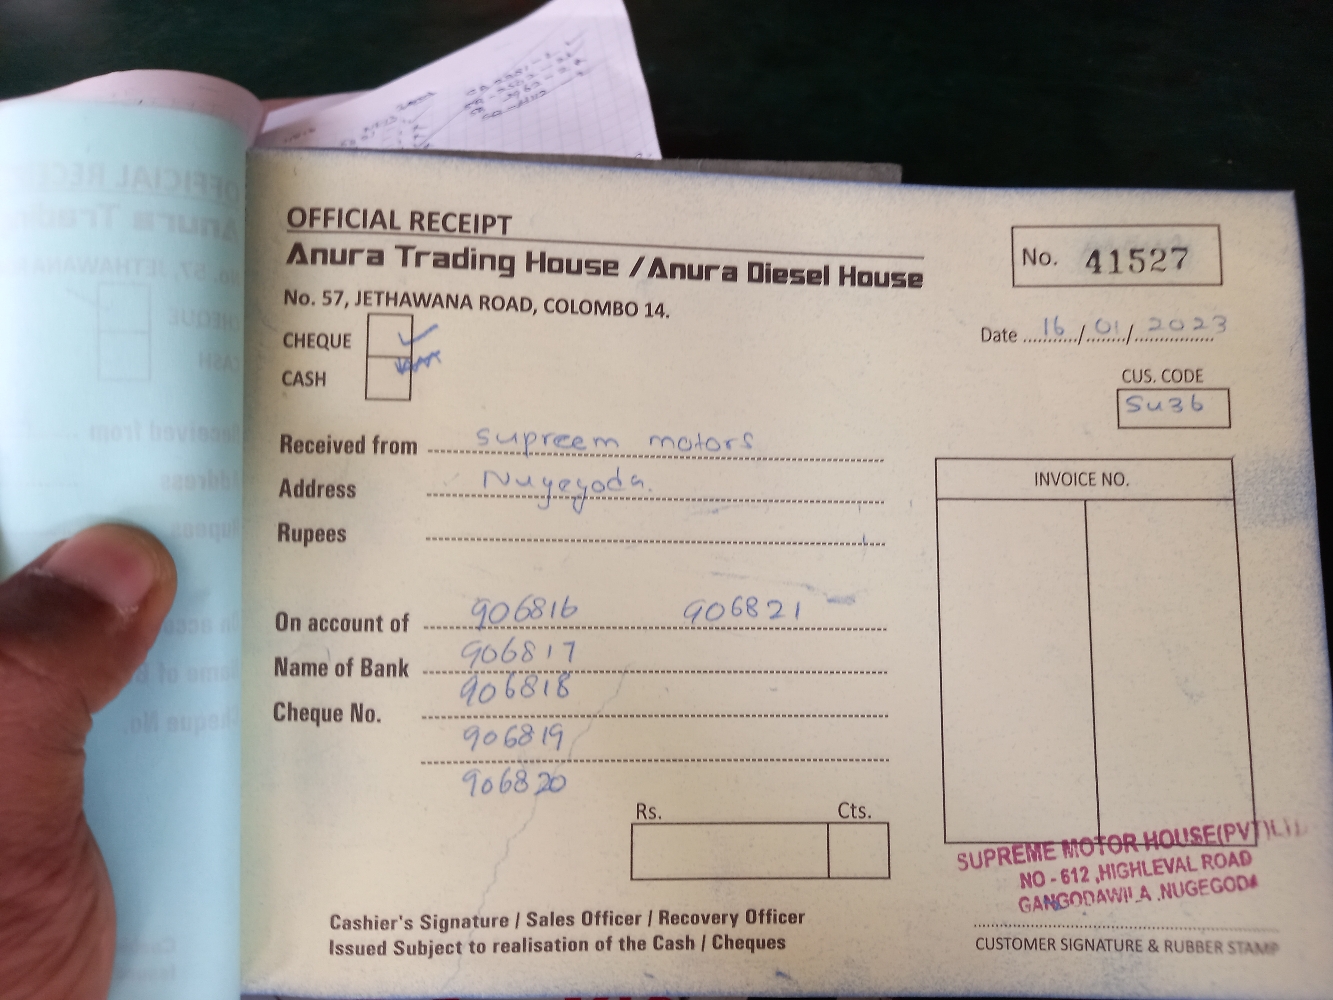 OFFICIAL RECEIPT
Anura Trading House / Anura Diesel House
No. 57, JETHAWANA ROAD, COLOMBO 14.
No. 41527
Date 16/01/2023
CHEQUE ✓
CASH
CUS. CODE
SU36
Received from supreem motors
Address Nugegoda.
Rupees
INVOICE NO.
On account of 906816 906821
Name of Bank 906817
906818
Cheque No.
906819
906820
Rs. Cts.
SUPREME MOTOR HOUSE(PVT)LTD
NO - 612 ,HIGHLEVAL ROAD
GANGODAWILA .NUGEGODA
Cashier's Signature / Sales Officer / Recovery Officer
Issued Subject to realisation of the Cash / Cheques
CUSTOMER SIGNATURE & RUBBER STAMP